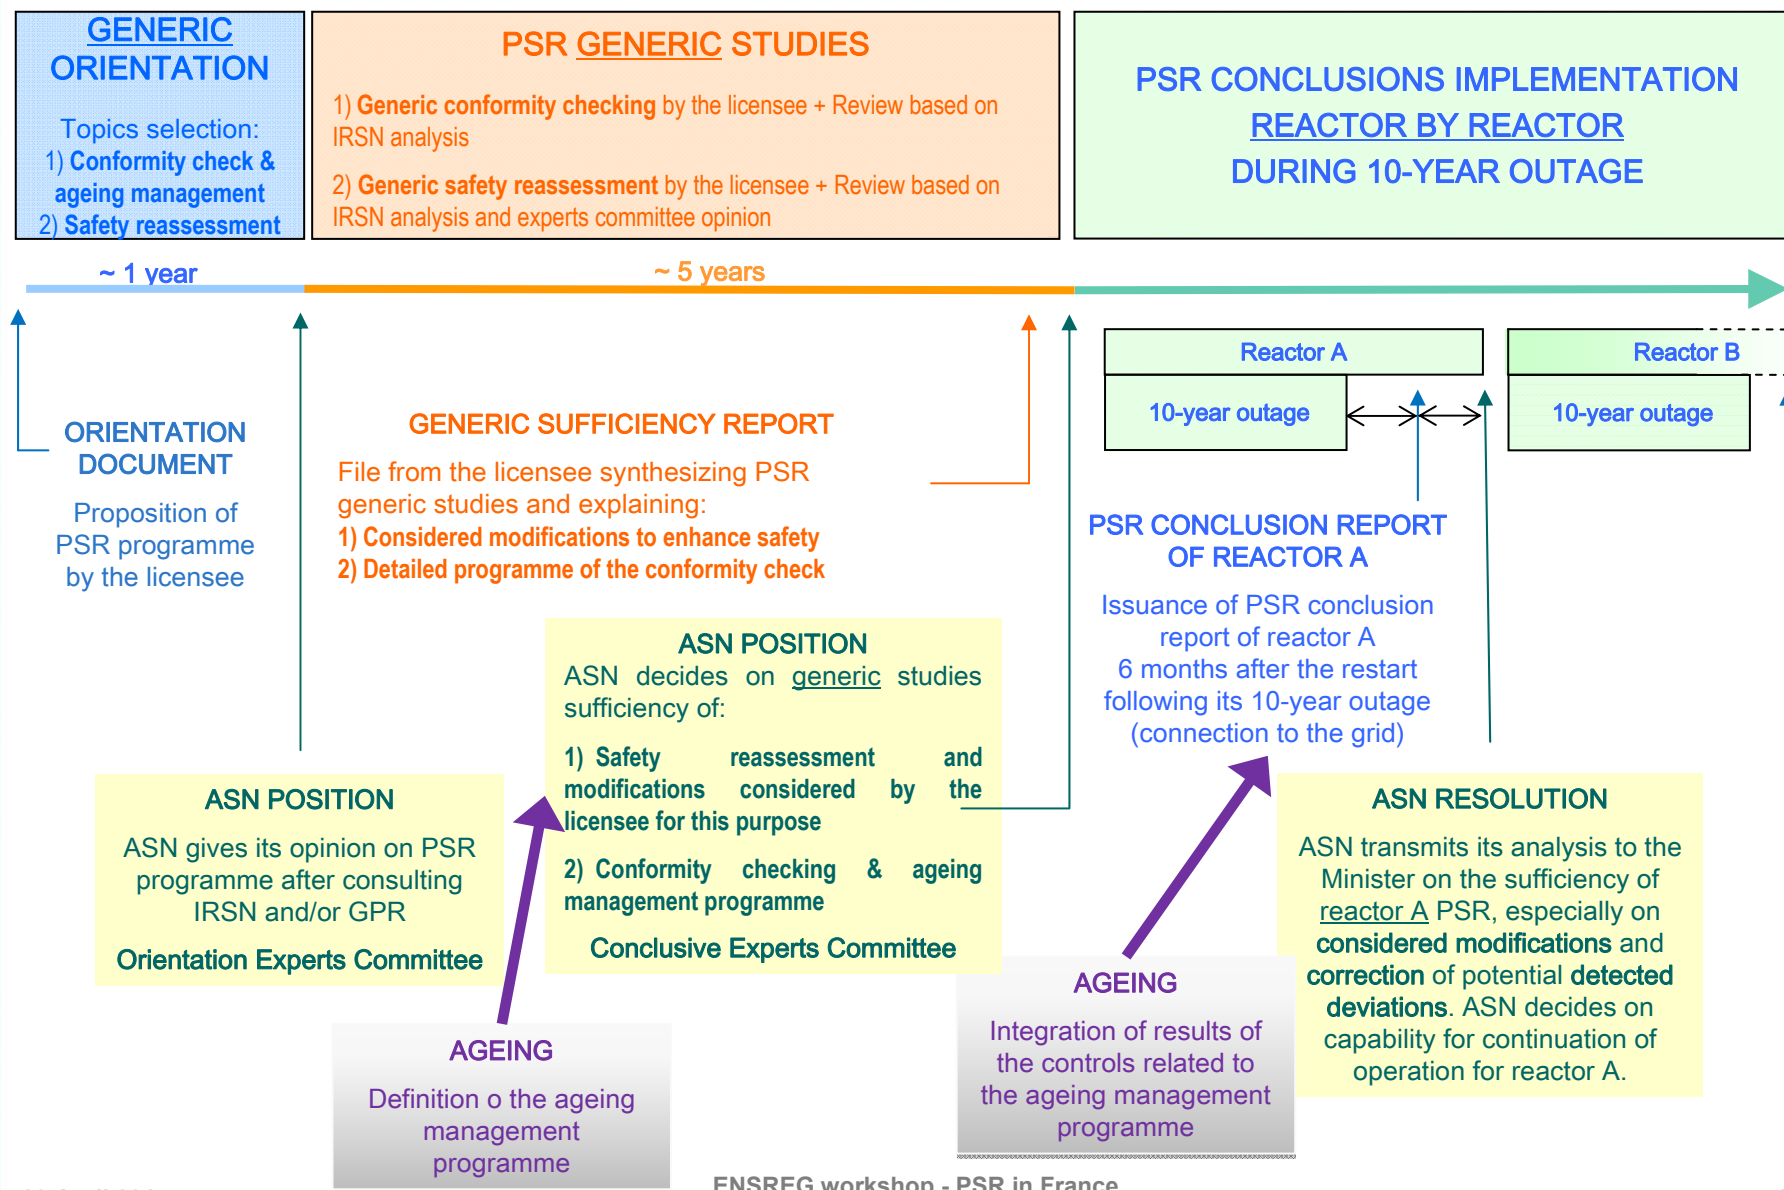 GENERIC
ORIENTATION
Topics selection:
1) Conformity check &
ageing management
2) Safety reassessment
PSR GENERIC STUDIES
1) Generic conformity checking by the licensee + Review based on
IRSN analysis
2) Generic safety reassessment by the licensee + Review based on
IRSN analysis and experts committee opinion
PSR CONCLUSIONS IMPLEMENTATION
REACTOR BY REACTOR
DURING 10-YEAR OUTAGE
~ 1 year
~ 5 years
Reactor A
Reactor B
10-year outage
10-year outage
ORIENTATION
DOCUMENT
Proposition of
PSR programme
by the licensee
GENERIC SUFFICIENCY REPORT
File from the licensee synthesizing PSR
generic studies and explaining:
1) Considered modifications to enhance safety
2) Detailed programme of the conformity check
PSR CONCLUSION REPORT
OF REACTOR A
Issuance of PSR conclusion
report of reactor A
6 months after the restart
following its 10-year outage
(connection to the grid)
ASN POSITION
ASN decides on generic studies
sufficiency of:
1) Safety reassessment and
modifications considered by the
licensee for this purpose
2) Conformity checking & ageing
management programme
Conclusive Experts Committee
ASN POSITION
ASN gives its opinion on PSR
programme after consulting
IRSN and/or GPR
Orientation Experts Committee
ASN RESOLUTION
ASN transmits its analysis to the
Minister on the sufficiency of
reactor A PSR, especially on
considered modifications and
correction of potential detected
deviations. ASN decides on
capability for continuation of
operation for reactor A.
AGEING
Definition o the ageing
management
programme
AGEING
Integration of results of
the controls related to
the ageing management
programme
ENSREG workshop - PSR in France